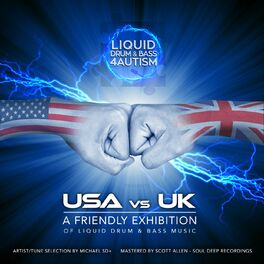 LIQUID
DRUM & BASS
4AUTISM
USA VS UK
A FRIENDLY EXHIBITION
OF LIQUID DRUM & BASS MUSIC
ARTIST/TUNE SELECTION BY MICHAEL SD+ MASTERED BY SCOTT ALLEN - SOUL DEEP RECORDINGS